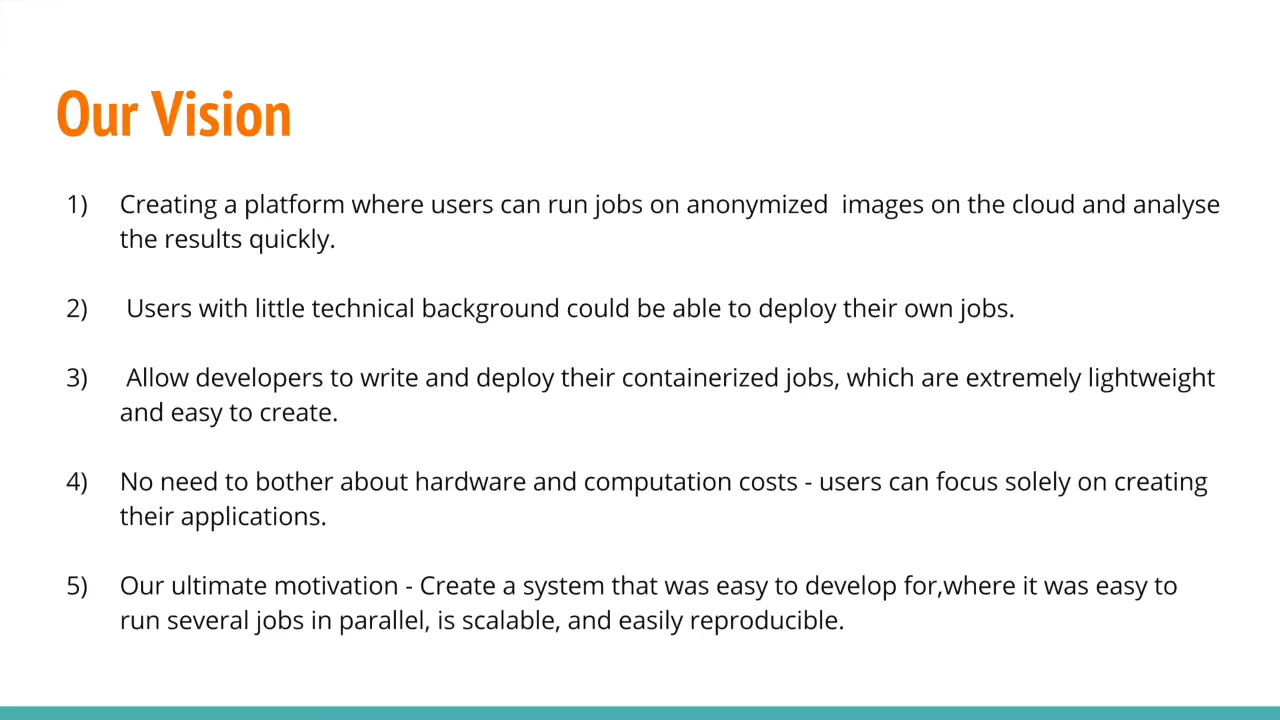 Our Vision
1) Creating a platform where users can run jobs on anonymized  images on the cloud and analyse
the results quickly.
2)  Users with little technical background could be able to deploy their own jobs.
3)  Allow developers to write and deploy their containerized jobs, which are extremely lightweight
and easy to create.
4) No need to bother about hardware and computation costs - users can focus solely on creating
their applications.
5) Our ultimate motivation - Create a system that was easy to develop for,where it was easy to
run several jobs in parallel, is scalable, and easily reproducible.